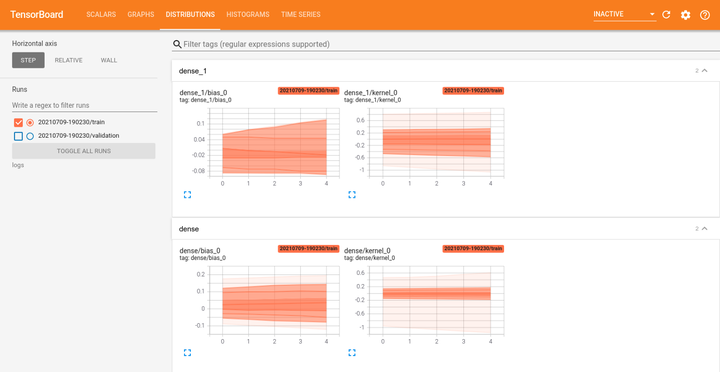 TensorBoard
SCALARS GRAPHS DISTRIBUTIONS HISTOGRAMS TIME SERIES
INACTIVE
Horizontal axis
STEP RELATIVE WALL
Runs
Write a regex to filter runs
20210709-190230/train
20210709-190230/validation
TOGGLE ALL RUNS
logs
Filter tags (regular expressions supported)
dense_1
2
dense_1/bias_0
tag: dense_1/bias_0
20210709-190230/train
0.1
0.04
-0.02
-0.08
0 1 2 3 4
dense_1/kernel_0
tag: dense_1/kernel_0
20210709-190230/train
0.6
0.2
-0.2
-0.6
-1
0 1 2 3 4
dense
2
dense/bias_0
tag: dense/bias_0
20210709-190230/train
0.2
0.1
0
-0.1
0 1 2 3 4
dense/kernel_0
tag: dense/kernel_0
20210709-190230/train
0.6
0.2
-0.2
-0.6
-1
0 1 2 3 4